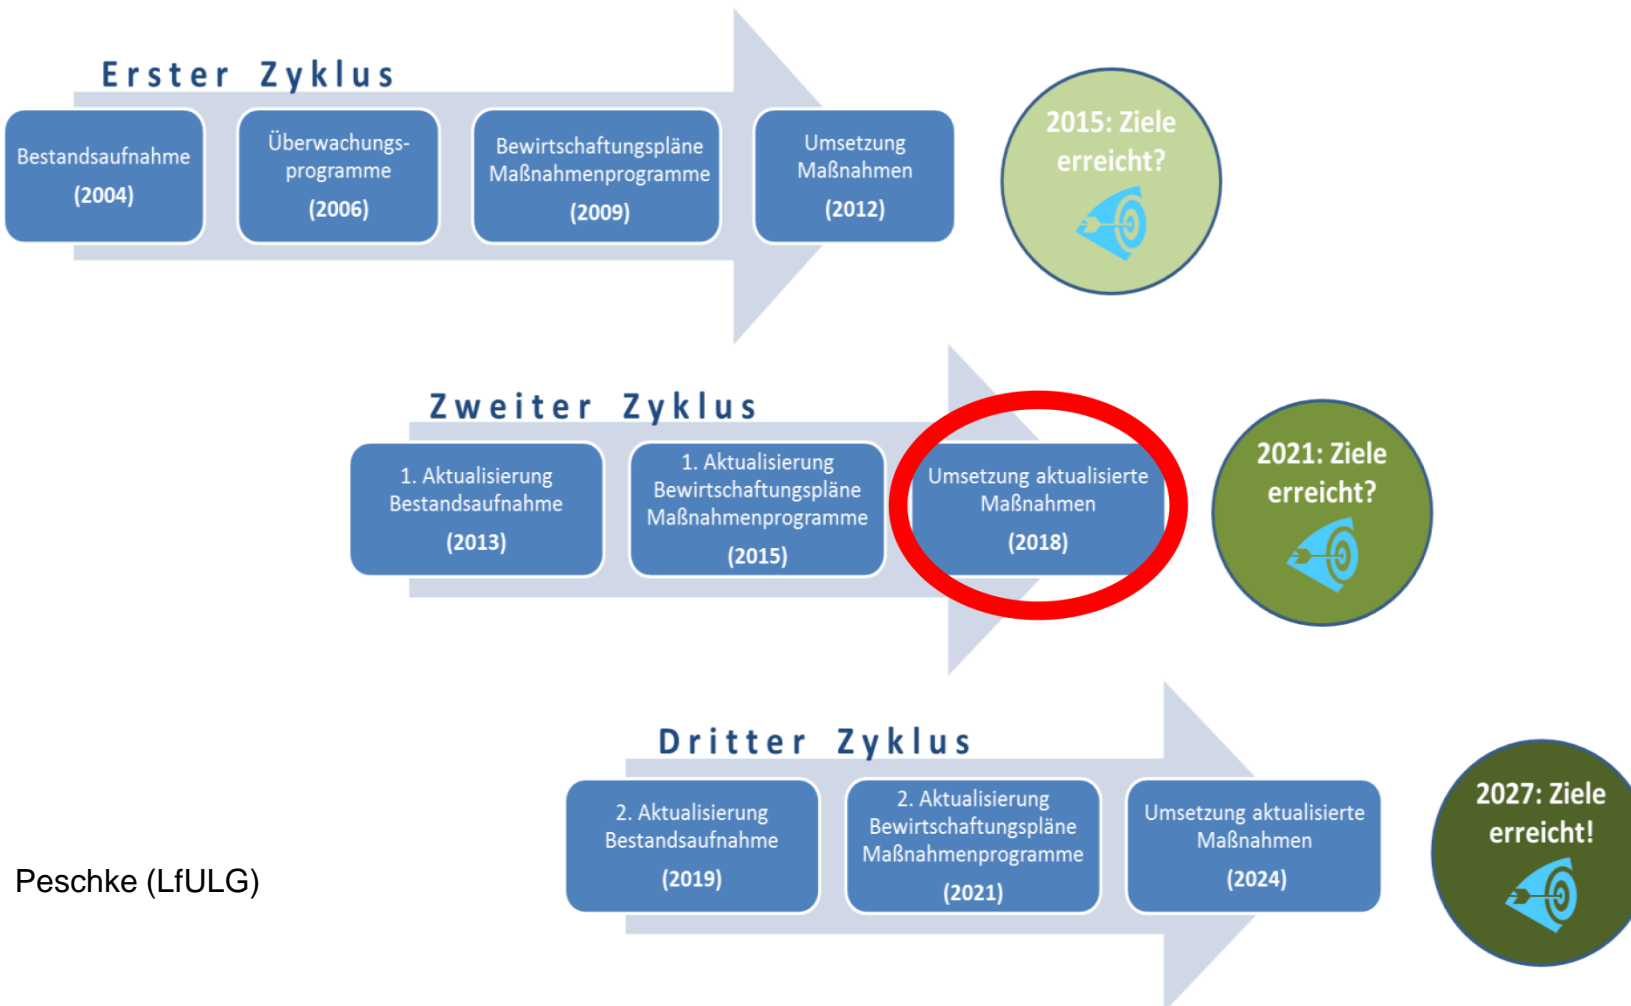 Erster Zyklus
Bestandsaufnahme
(2004)
Überwachungs-
programme
(2006)
Bewirtschaftungspläne
Maßnahmenprogramme
(2009)
Umsetzung
Maßnahmen
(2012)
2015: Ziele
erreicht?
Zweiter Zyklus
1. Aktualisierung
Bestandsaufnahme
(2013)
1. Aktualisierung
Bewirtschaftungspläne
Maßnahmenprogramme
(2015)
Umsetzung aktualisierte
Maßnahmen
(2018)
2021: Ziele
erreicht?
Dritter Zyklus
2. Aktualisierung
Bestandsaufnahme
(2019)
2. Aktualisierung
Bewirtschaftungspläne
Maßnahmenprogramme
(2021)
Umsetzung aktualisierte
Maßnahmen
(2024)
2027: Ziele
erreicht!
Peschke (LfULG)